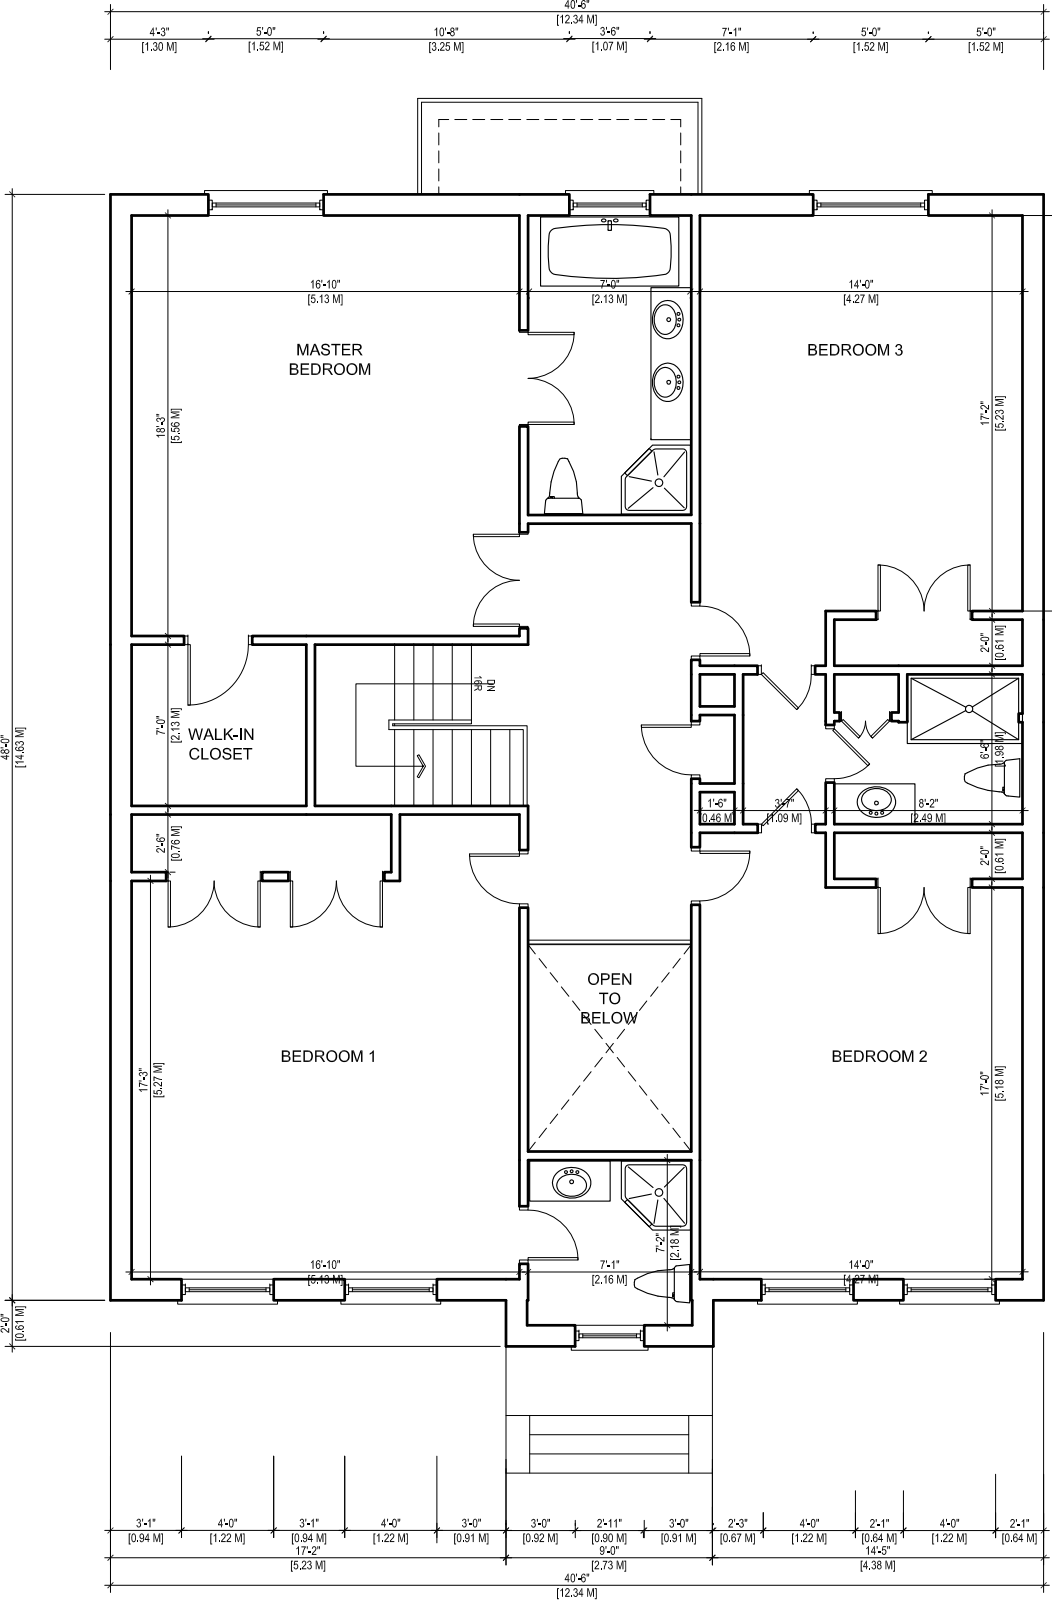 40'-6"
[12.34 M]
4'-3" 5'-0" 10'-8" 3'-6" 7'-1" 5'-0" 5'-0"
[1.30 M] [1.52 M] [3.25 M] [1.07 M] [2.16 M] [1.52 M] [1.52 M]
16'-10" 7'-0" 14'-0"
[5.13 M] [2.13 M] [4.27 M]
MASTER
BEDROOM
BEDROOM 3
18'-3"
[5.56 M]
17'-2"
[5.23 M]
2'-0"
[0.61 M]
DN
16R
WALK-IN
CLOSET
7'-0"
[2.13 M]
48'-0"
[14.63 M]
6'-6"
[1.98 M]
1'-6" 3'-7" 8'-2"
[0.46 M] [1.09 M] [2.49 M]
2'-6"
[0.76 M]
2'-0"
[0.61 M]
OPEN
TO
BELOW
BEDROOM 1
BEDROOM 2
17'-3"
[5.27 M]
17'-0"
[5.18 M]
7'-2"
[2.18 M]
16'-10" 7'-1" 14'-0"
[5.13 M] [2.16 M] [4.27 M]
2'-0"
[0.61 M]
3'-1" 4'-0" 3'-1" 4'-0" 3'-0" 3'-0" 2'-11" 3'-0" 2'-3" 4'-0" 2'-1" 4'-0" 2'-1"
[0.94 M] [1.22 M] [0.94 M] [1.22 M] [0.91 M] [0.92 M] [0.90 M] [0.91 M] [0.67 M] [1.22 M] [0.64 M] [1.22 M] [0.64 M]
17'-2" 9'-0" 14'-5"
[5.23 M] [2.73 M] [4.38 M]
40'-6"
[12.34 M]